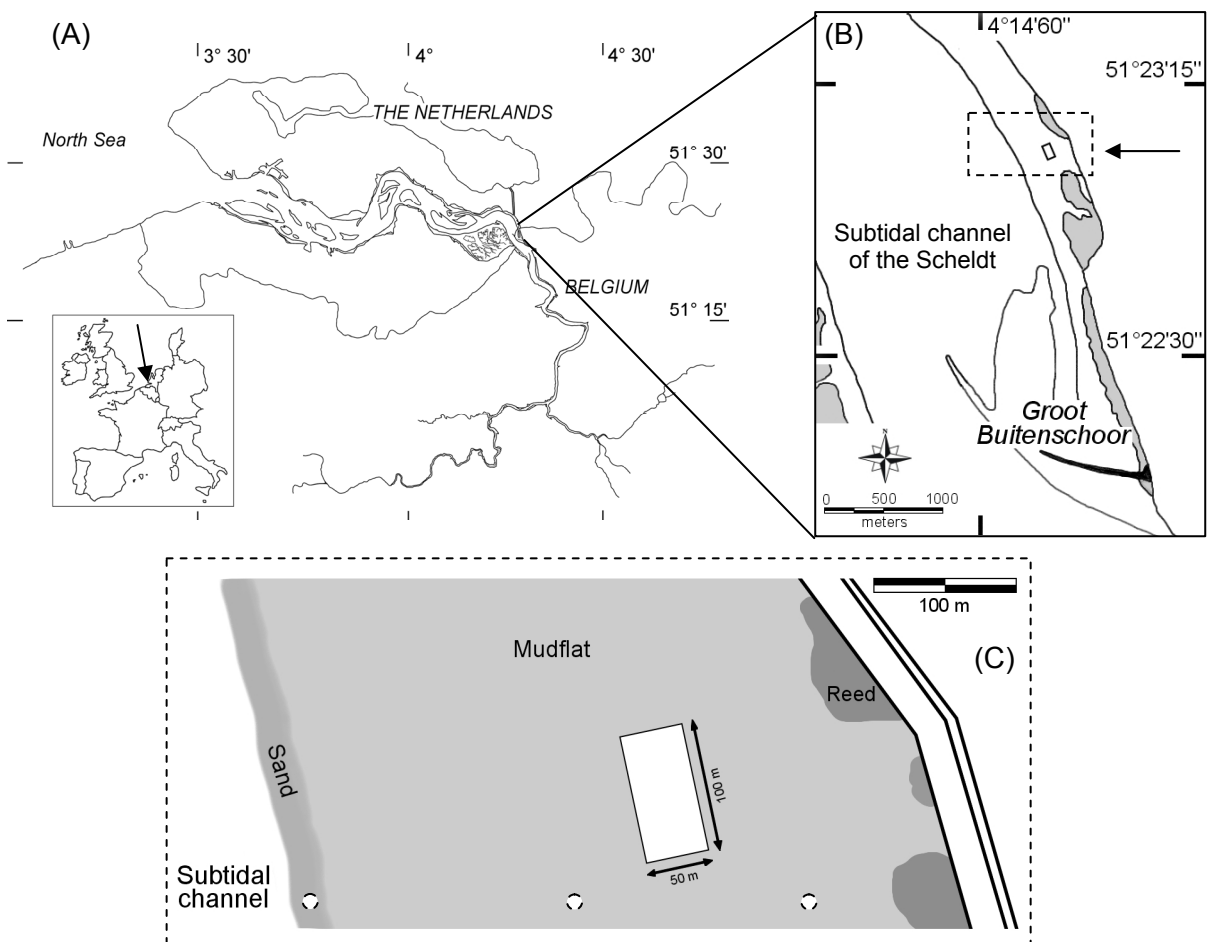 (A)
3° 30'
4°
4° 30'
THE NETHERLANDS
North Sea
51° 30'
BELGIUM
51° 15'
(B)
4°14'60"
51°23'15"
Subtidal channel
of the Scheldt
51°22'30"
Groot
Buitenschoor
N
0 500 1000
meters
100 m
(C)
Mudflat
Reed
Sand
100 m
50 m
Subtidal
channel